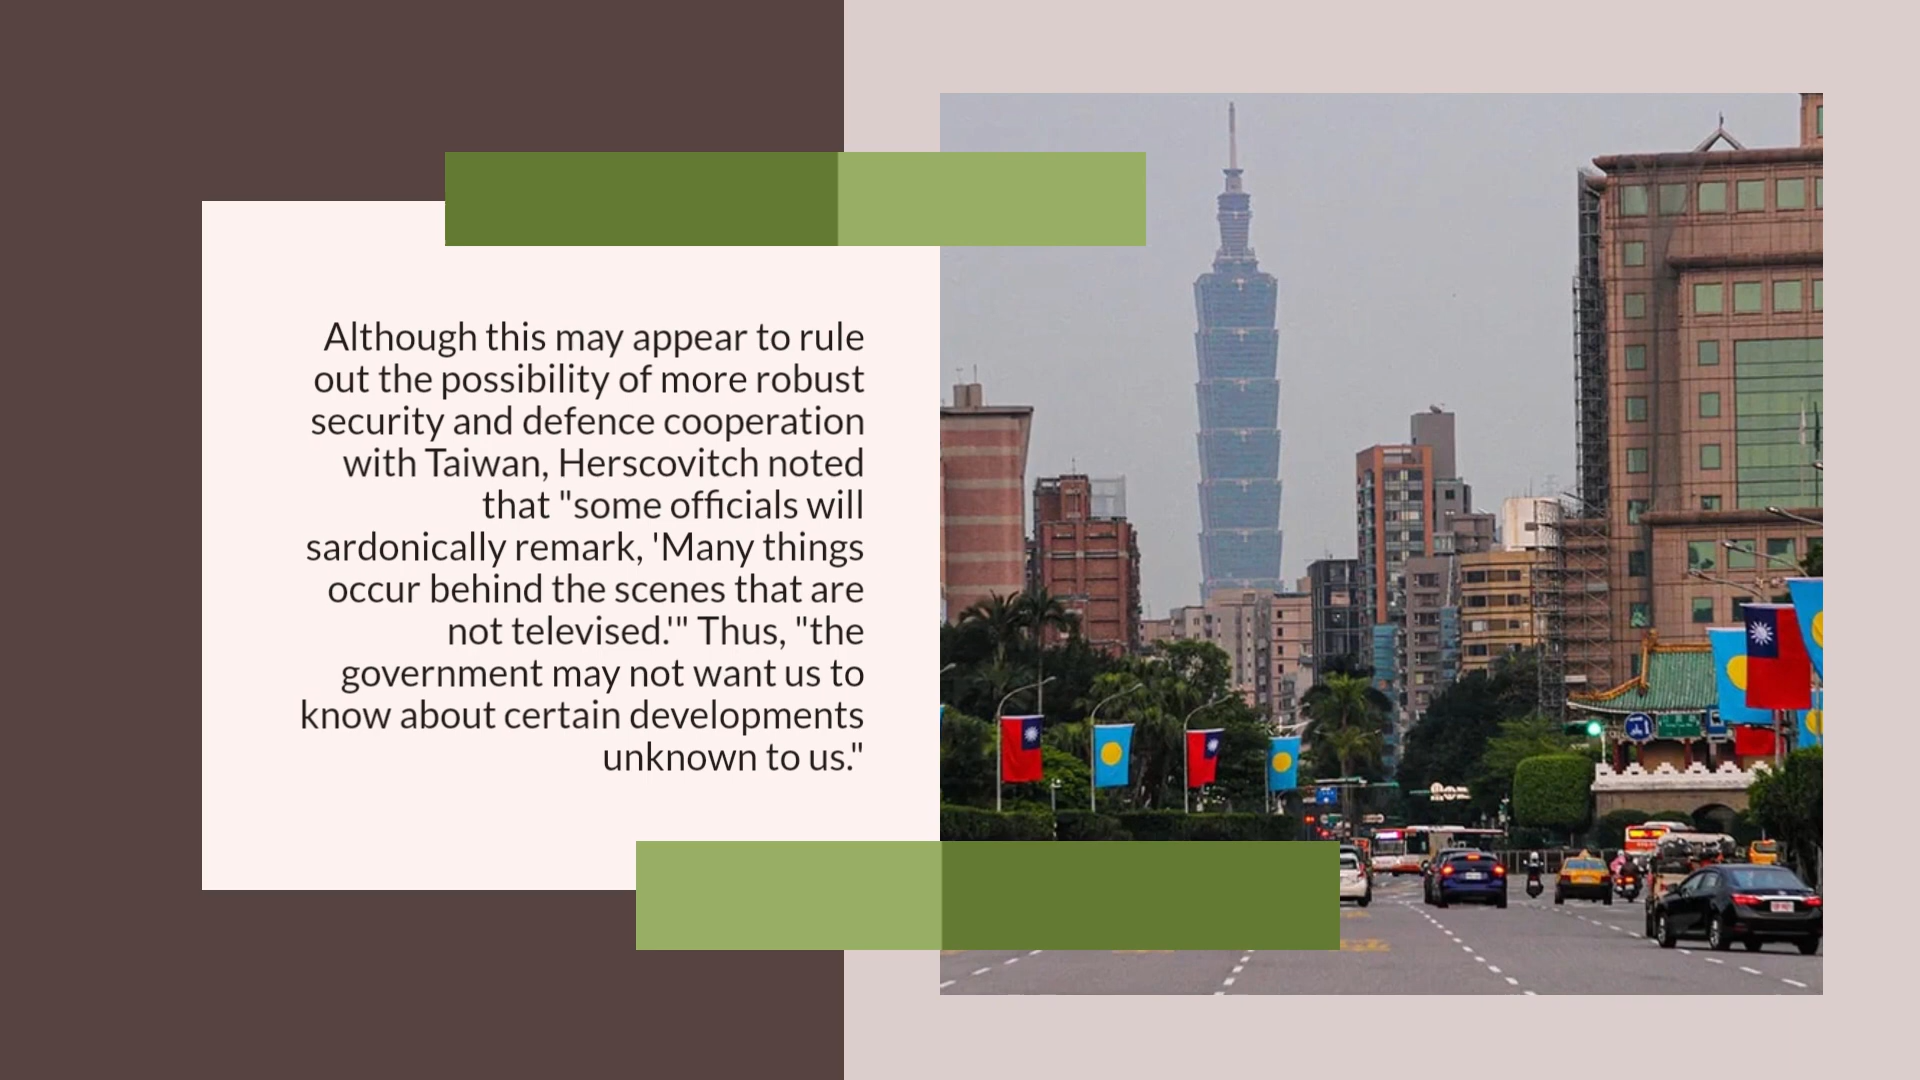 Although this may appear to rule
out the possibility of more robust
security and defence cooperation
with Taiwan, Herscovitch noted
that "some officials will
sardonically remark, 'Many things
occur behind the scenes that are
not televised.'" Thus, "the
government may not want us to
know about certain developments
unknown to us."